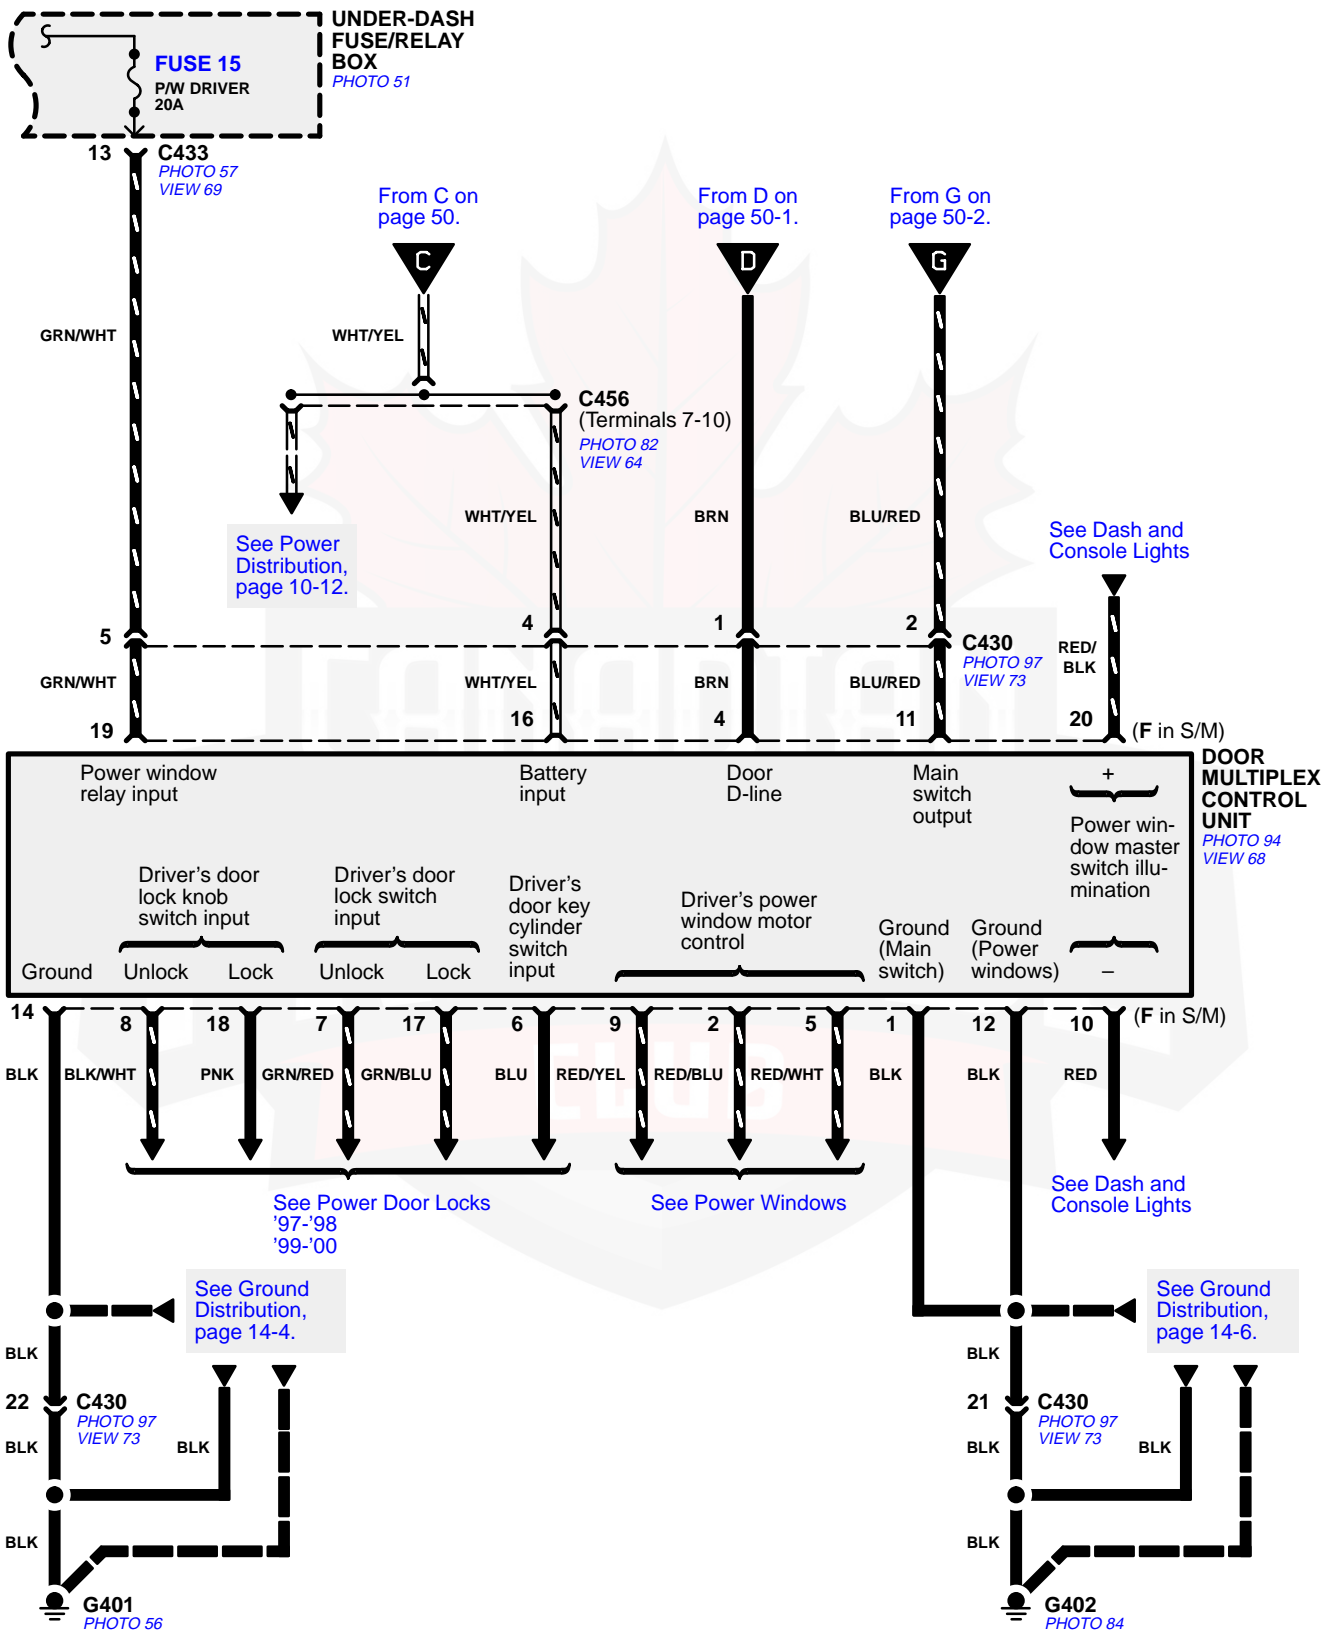 UNDER-DASH
FUSE/RELAY
BOX
PHOTO 51
FUSE 15
P/W DRIVER
20A
13
C433
PHOTO 57
VIEW 69
From C on
page 50.
From D on
page 50-1.
From G on
page 50-2.
C
D
G
GRN/WHT
WHT/YEL
C456
(Terminals 7-10)
PHOTO 82
VIEW 64
WHT/YEL
BRN
BLU/RED
See Power
Distribution,
page 10-12.
See Dash and
Console Lights
5
4
1
2
C430
PHOTO 97
VIEW 73
RED/
BLK
GRN/WHT
WHT/YEL
BRN
BLU/RED
19
16
4
11
20
(F in S/M)
DOOR
MULTIPLEX
CONTROL
UNIT
PHOTO 94
VIEW 68
Power window
relay input
Battery
input
Door
D-line
Main
switch
output
+
Power win-
dow master
switch illu-
mination
–
Driver's door
lock knob
switch input
Driver's door
lock switch
input
Driver's
door key
cylinder
switch
input
Driver's power
window motor
control
Ground
(Main
switch)
Ground
(Power
windows)
Ground
Unlock
Lock
Unlock
Lock
14
8
18
7
17
6
9
2
5
1
12
10
(F in S/M)
BLK
BLK/WHT
PNK
GRN/RED
GRN/BLU
BLU
RED/YEL
RED/BLU
RED/WHT
BLK
BLK
RED
CLUB
See Power Door Locks
'97-'98
'99-'00
See Power Windows
See Dash and
Console Lights
See Ground
Distribution,
page 14-4.
See Ground
Distribution,
page 14-6.
BLK
BLK
22
C430
PHOTO 97
VIEW 73
21
C430
PHOTO 97
VIEW 73
BLK
BLK
BLK
BLK
BLK
BLK
G401
PHOTO 56
G402
PHOTO 84